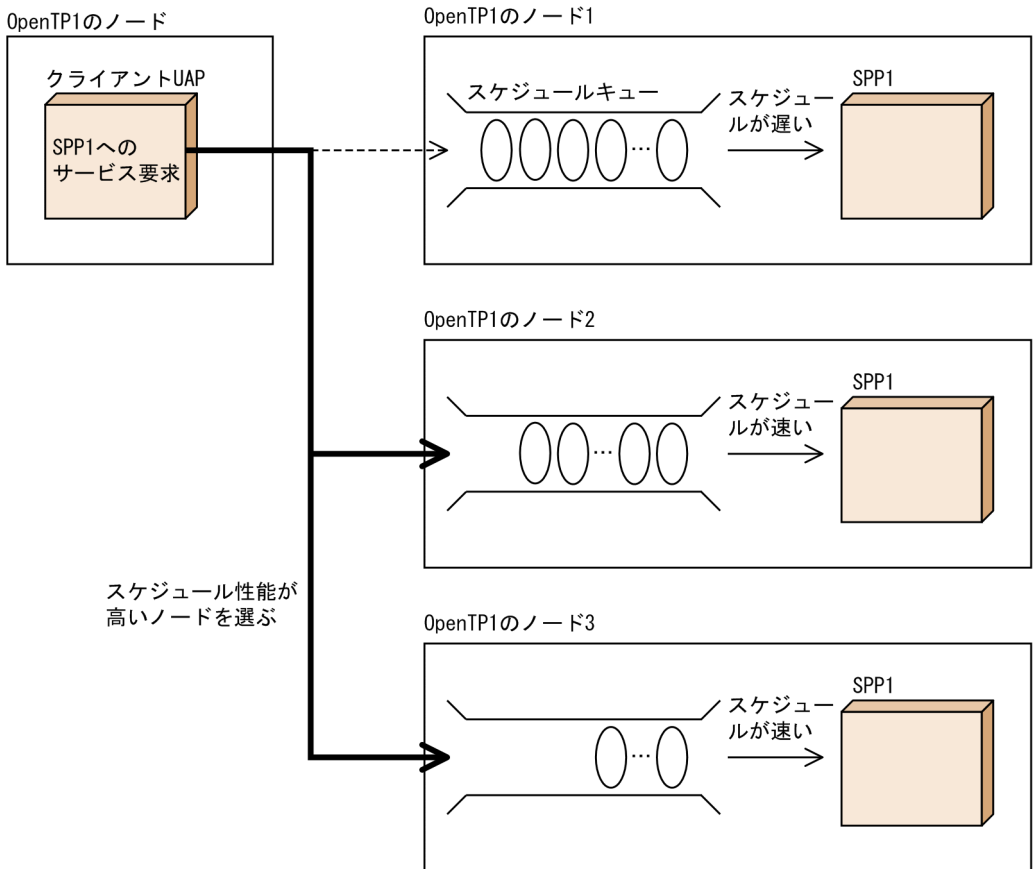 OpenTP1のノード
クライアントUAP
SPP1への
サービス要求
OpenTP1のノード1
スケジュールキュー
…
スケジュー
ルが遅い
SPP1
OpenTP1のノード2
…
スケジュー
ルが速い
SPP1
スケジュール性能が
高いノードを選ぶ
OpenTP1のノード3
…
スケジュー
ルが速い
SPP1